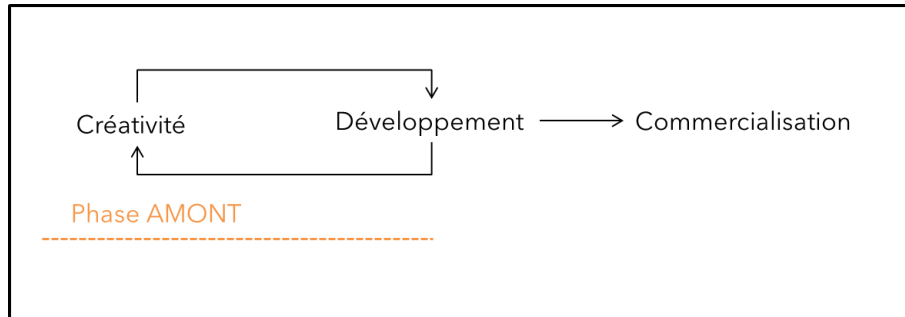 Créativité
Développement
Commercialisation
Phase AMONT